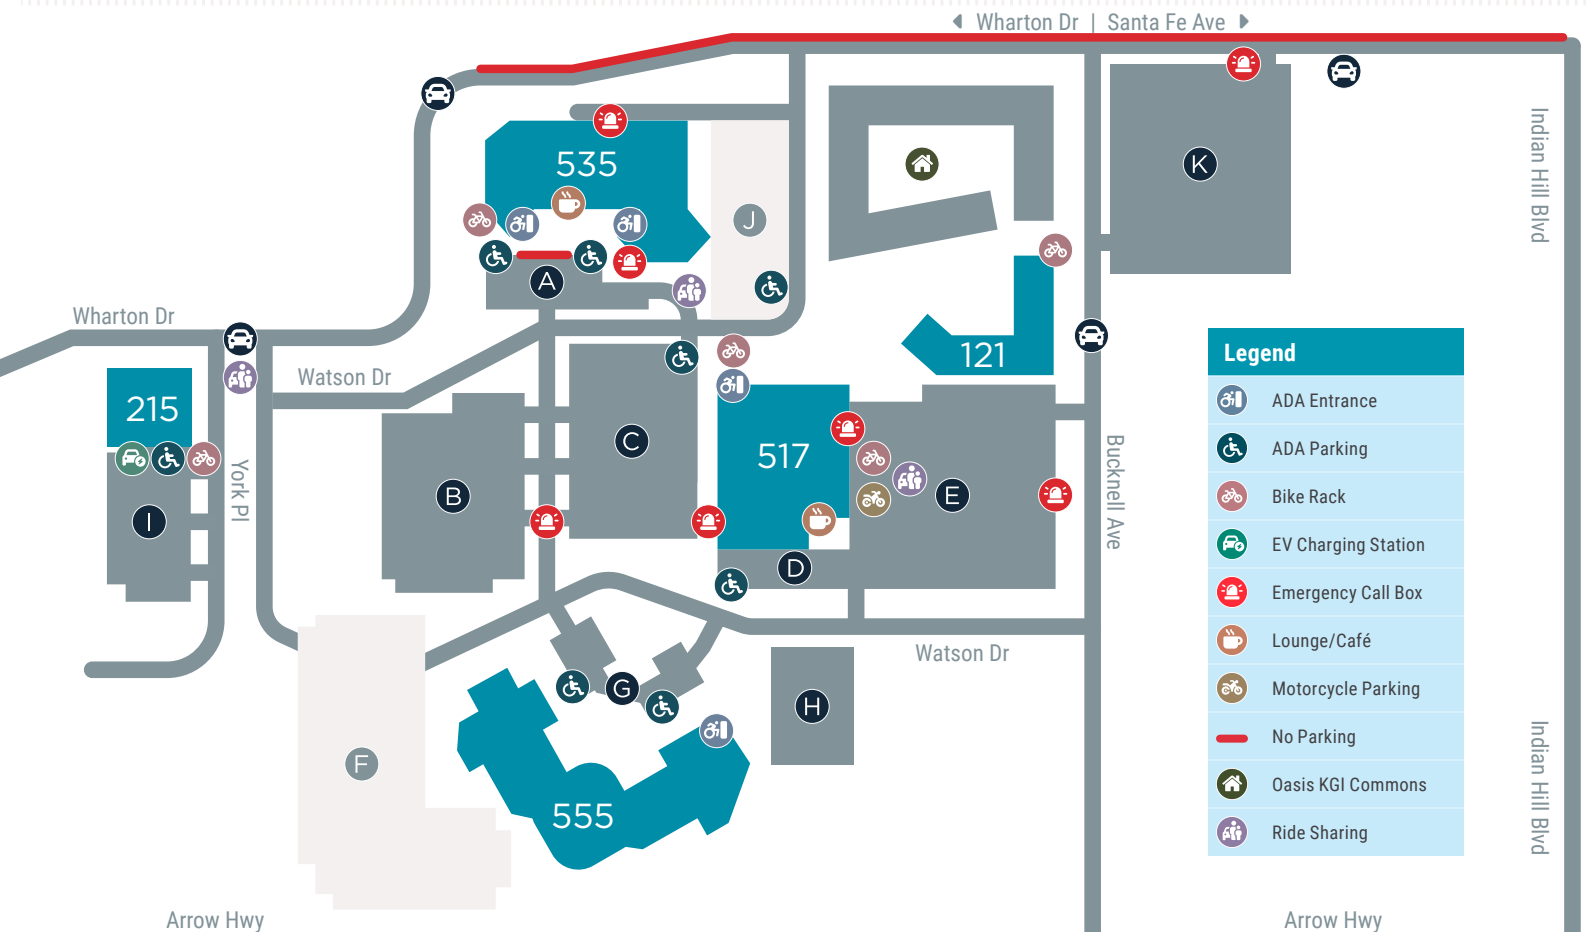 Wharton Dr | Santa Fe Ave
Indian Hill Blvd
535
K
J
A
Wharton Dr
121
Legend
Watson Dr
215
ADA Entrance
C
517
ADA Parking
York Pl
B
E
Bucknell Ave
Bike Rack
I
EV Charging Station
D
Emergency Call Box
Lounge/Café
Watson Dr
G
Motorcycle Parking
H
No Parking
F
Oasis KGI Commons
555
Ride Sharing
Indian Hill Blvd
Arrow Hwy
Arrow Hwy